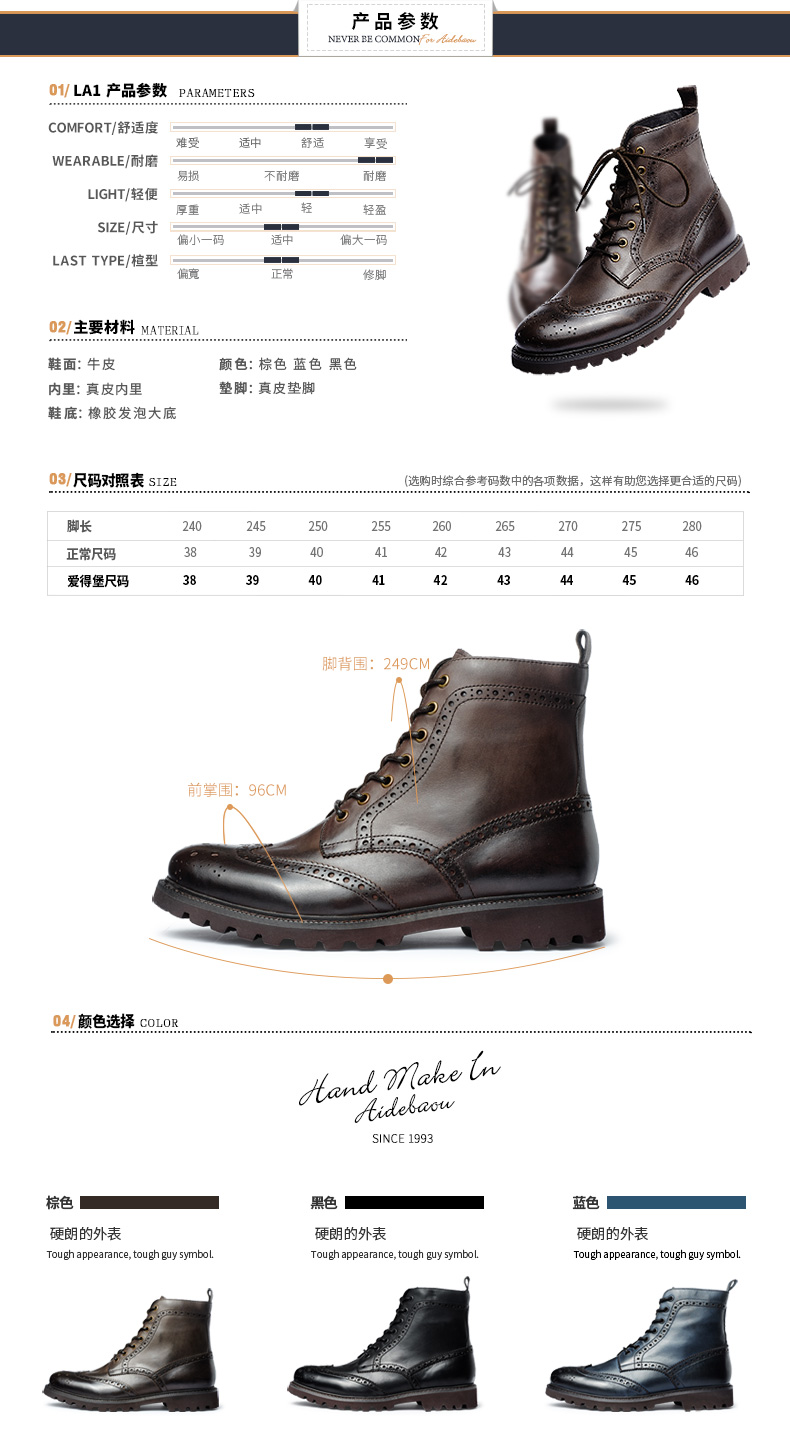 产品参数
NEVER BE COMMON For Aidebaou
01/ LA1 产品参数 PARAMETERS
COMFORT/舒适度
难受 适中 舒适 享受
WEARABLE/耐磨
易损 不耐磨 耐磨
LIGHT/轻便
厚重 适中 轻 轻盈
SIZE/尺寸
偏小一码 适中 偏大一码
LAST TYPE/楦型
偏宽 正常 修脚
02/ 主要材料 MATERIAL
鞋面: 牛皮 颜色: 棕色 蓝色 黑色
内里: 真皮内里 垫脚: 真皮垫脚
鞋底: 橡胶发泡大底
03/ 尺码对照表 SIZE (选购时综合参考码数中的各项数据，这样有助您选择更合适的尺码)
脚长 240 245 250 255 260 265 270 275 280
正常尺码 38 39 40 41 42 43 44 45 46
爱得堡尺码 38 39 40 41 42 43 44 45 46
脚背围：249CM
前掌围：96CM
04/ 颜色选择 COLOR
Hand Make In
Aidebaou
SINCE 1993
棕色 黑色 蓝色
硬朗的外表 硬朗的外表 硬朗的外表
Tough appearance, tough guy symbol. Tough appearance, tough guy symbol. Tough appearance, tough guy symbol.